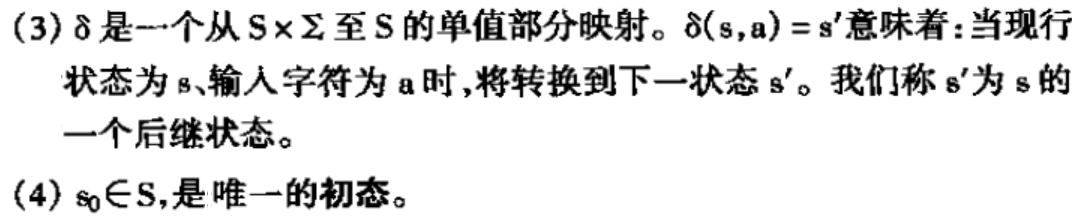 (3) δ是一个从S×Σ至S的单值部分映射。δ(s,a)=s′意味着:当现行
状态为s、输入字符为a时,将转换到下一状态s′。我们称s′为s的
一个后继状态。
(4) s₀∈S,是唯一的初态。